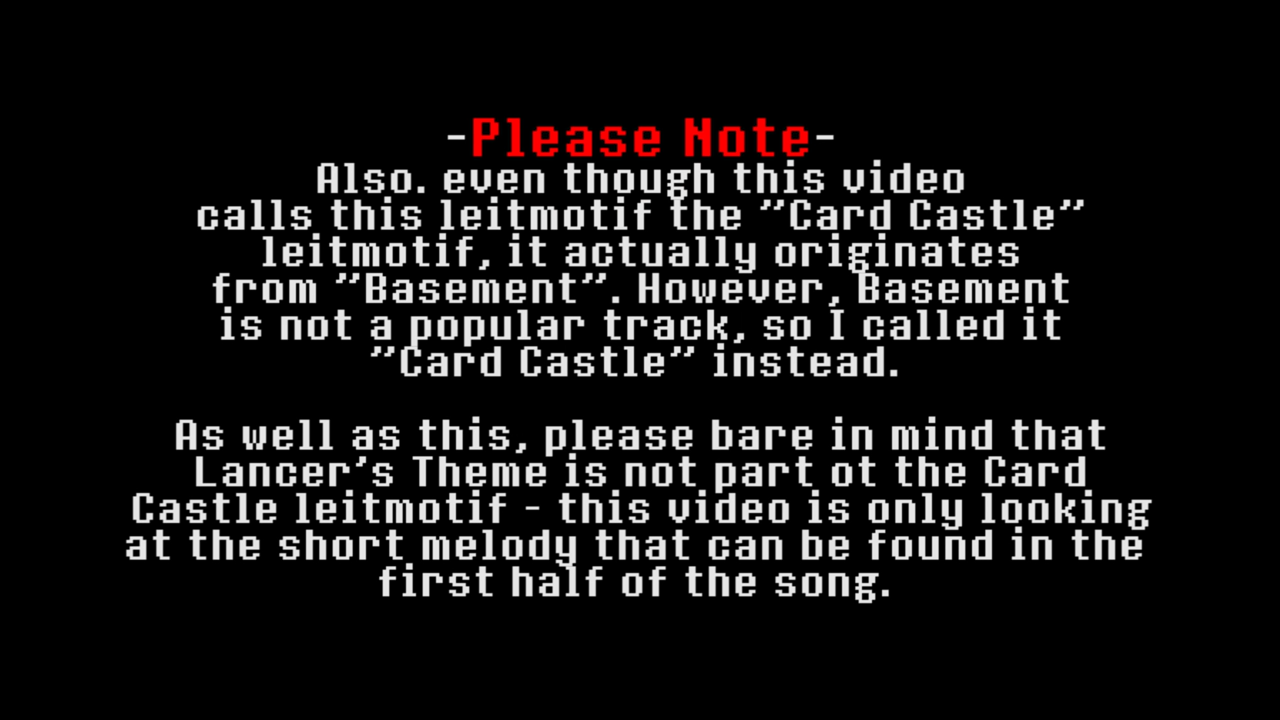 -Please Note-
Also. even though this video
calls this leitmotif the "Card Castle"
leitmotif, it actually originates
from "Basement". However, Basement
is not a popular track, so I called it
"Card Castle" instead.
As well as this, please bare in mind that
Lancer's Theme is not part ot the Card
Castle leitmotif - this video is only looking
at the short melody that can be found in the
first half of the song.